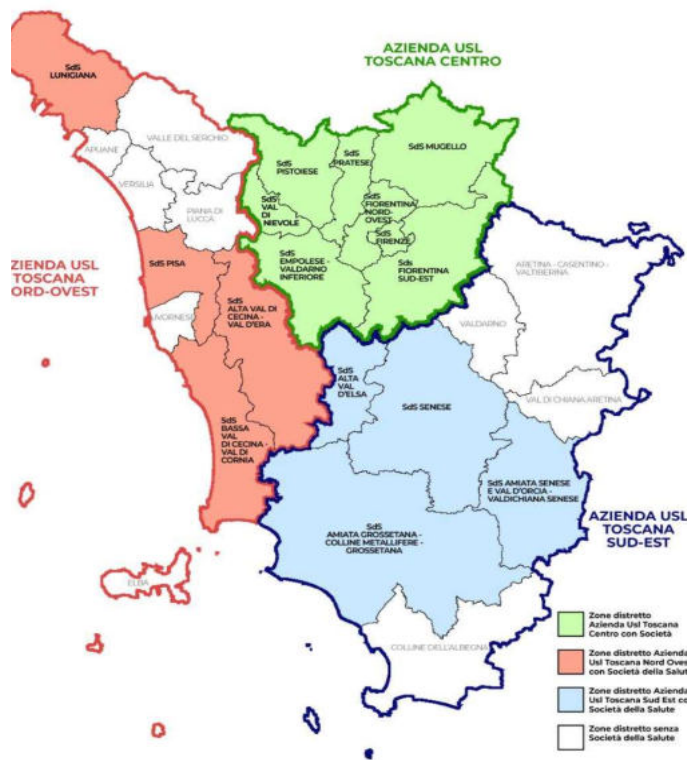 AZIENDA USL
TOSCANA CENTRO
SdS
LUNIGIANA
VALLE DEL SERCHIO
APUANE
VERSILIA
PIANA DI
LUCCA
SdS
PISTOIESE
SdS
PRATESE
SdS MUGELLO
SdS
VAL
DI
NIEVOLE
SdS
FIORENTINA
NORD-
OVEST
SdS
FIRENZE
SdS
EMPOLESE -
VALDARNO
INFERIORE
SdS
FIORENTINA
SUD-EST
ZIENDA USL
TOSCANA
ORD-OVEST
SdS PISA
SdS
ALTA VAL DI
CECINA -
VAL D'ERA
LIVORNESE
SdS
BASSA
VAL
DI CECINA -
VAL DI
CORNIA
ARETINA - CASENTINO -
VALTIBERINA
VALDARNO
VAL DI CHIANA ARETINA
SdS
ALTA
VAL
D'ELSA
SdS SENESE
SdS AMIATA SENESE
E VAL D'ORCIA -
VALDICHIANA SENESE
SdS
AMIATA GROSSETANA -
COLLINE METALLIFERE -
GROSSETANA
AZIENDA USL
TOSCANA
SUD-EST
ELBA
COLLINE DELL'ALBEGNA
Zone distretto
Azienda Usl Toscana
Centro con Società
Zone distretto Azienda
Usl Toscana Nord Oves
con Società della Salut
Zone distretto Azienda
Usl Toscana Sud Est co
Società della Salute
Zone distretto senza
Società della Salute